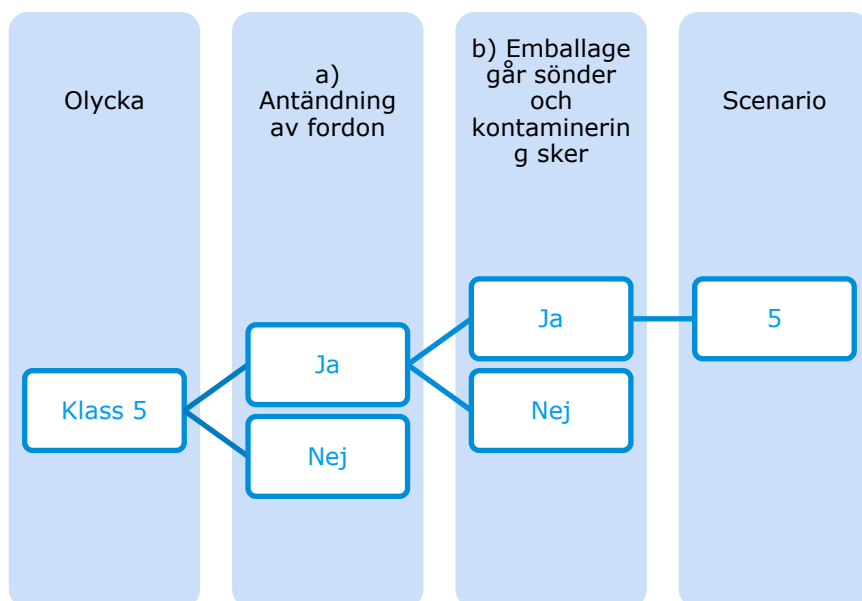 Olycka
a)
Antändning
av fordon
b) Emballage
går sönder
och
kontaminerin
g sker
Scenario
Klass 5
Ja
Nej
Ja
Nej
5